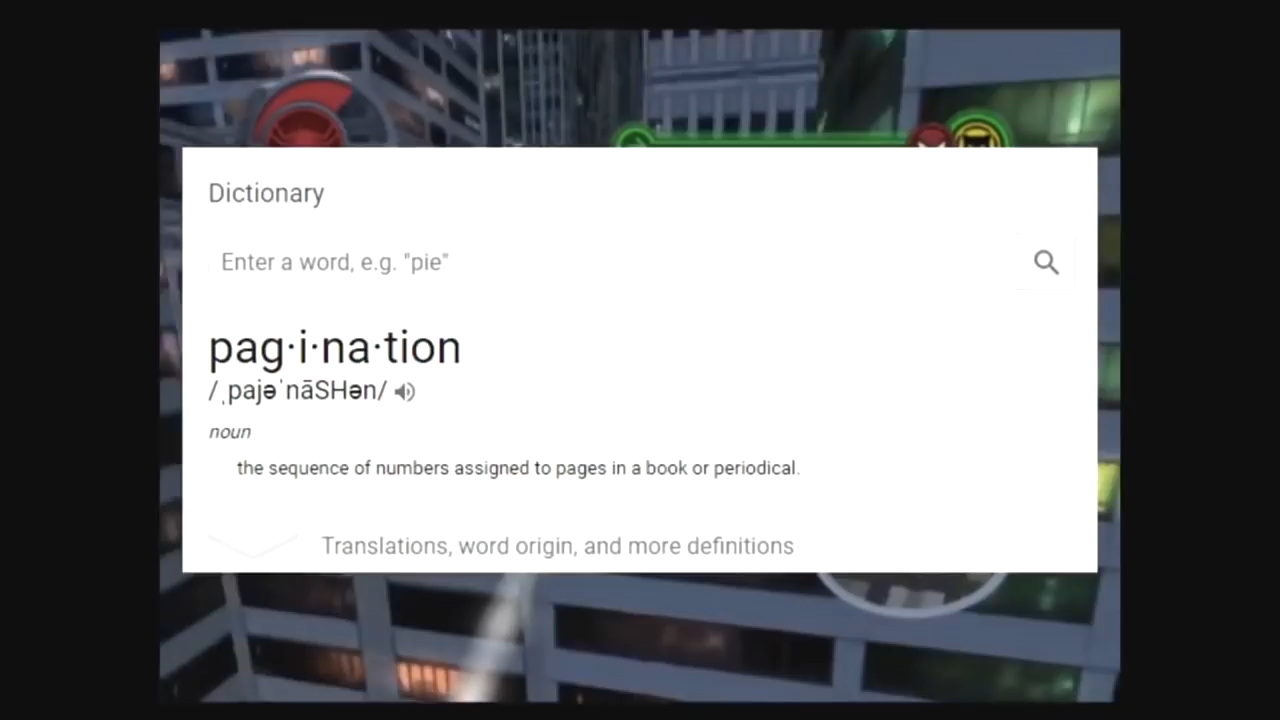 Dictionary
Enter a word, e.g. "pie"
pag·i·na·tion
/ˌpajəˈnāSHən/
noun
the sequence of numbers assigned to pages in a book or periodical.
Translations, word origin, and more definitions